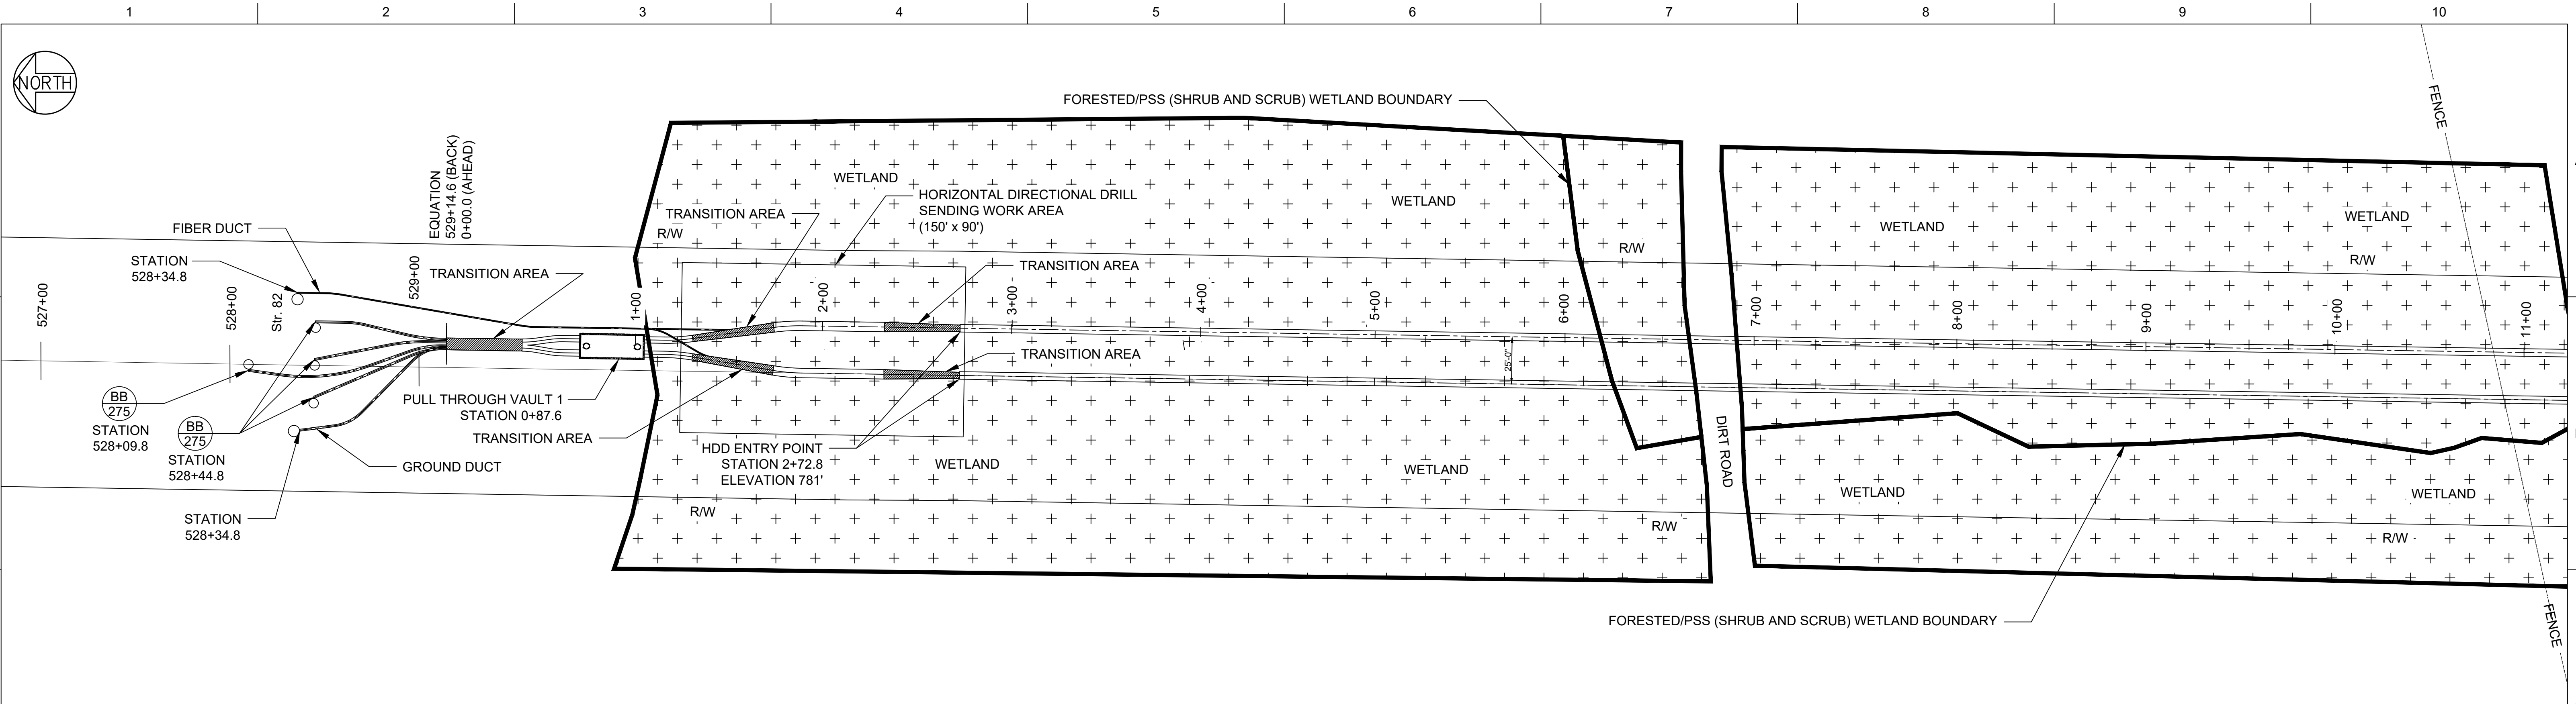 1 2 3 4 5 6 7 8 9 10
NORTH
FORESTED/PSS (SHRUB AND SCRUB) WETLAND BOUNDARY
FENCE
EQUATION
529+14.6 (BACK)
0+00.0 (AHEAD)
WETLAND
HORIZONTAL DIRECTIONAL DRILL
SENDING WORK AREA
(150' x 90')
WETLAND
WETLAND
WETLAND
TRANSITION AREA
FIBER DUCT
R/W
R/W
R/W
STATION
528+34.8
TRANSITION AREA
TRANSITION AREA
527+00
528+00
Str. 82
529+00
1+00
2+00
3+00
4+00
5+00
6+00
7+00
8+00
9+00
10+00
11+00
TRANSITION AREA
25'-0"
BB
275
STATION
528+09.8
BB
275
STATION
528+44.8
PULL THROUGH VAULT 1
STATION 0+87.6
TRANSITION AREA
GROUND DUCT
HDD ENTRY POINT
STATION 2+72.8
ELEVATION 781'
WETLAND
WETLAND
DIRT ROAD
WETLAND
WETLAND
STATION
528+34.8
R/W
R/W
R/W
FORESTED/PSS (SHRUB AND SCRUB) WETLAND BOUNDARY
FENCE